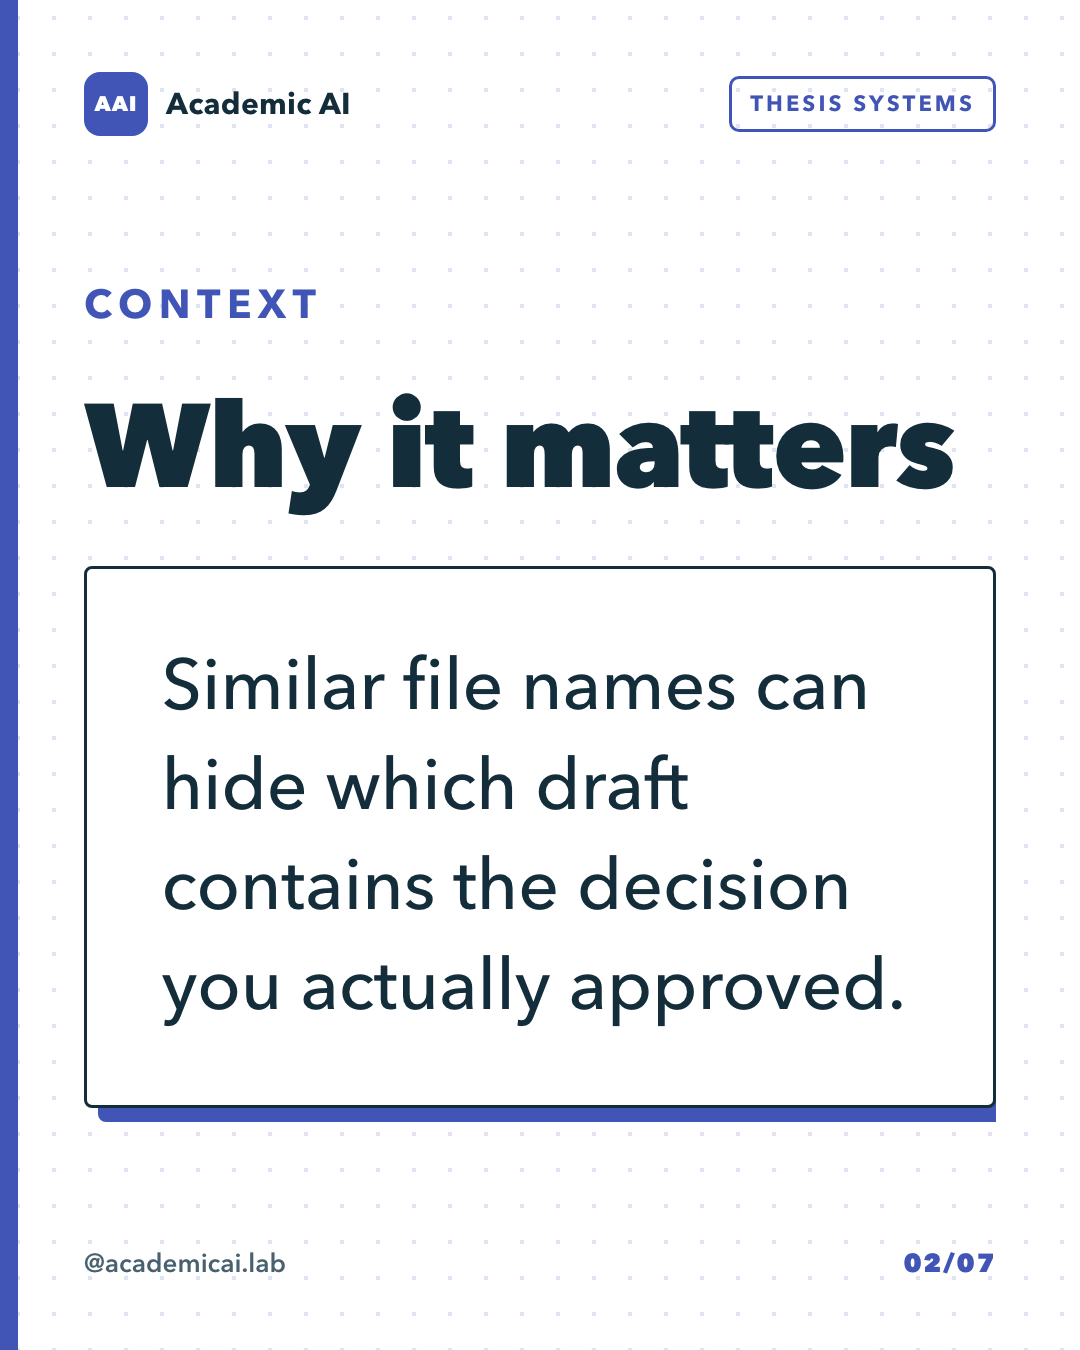 AAI
Academic AI
THESIS SYSTEMS
CONTEXT
Why it matters
Similar file names can
hide which draft
contains the decision
you actually approved.
@academicai.lab
02/07